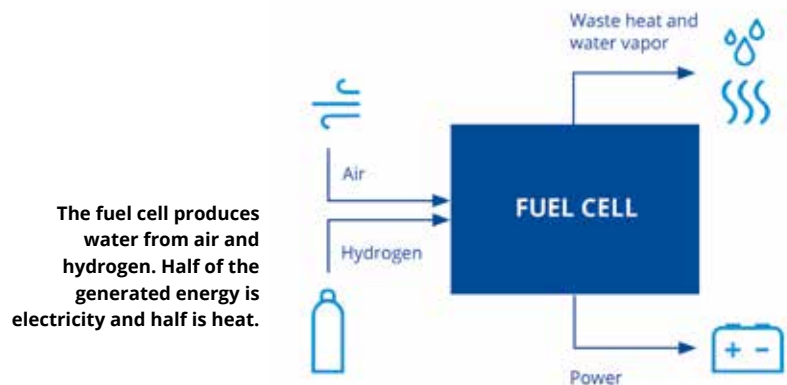 The fuel cell produces
water from air and
hydrogen. Half of the
generated energy is
electricity and half is heat.
Waste heat and
water vapor
Air
FUEL CELL
Hydrogen
+ -
Power